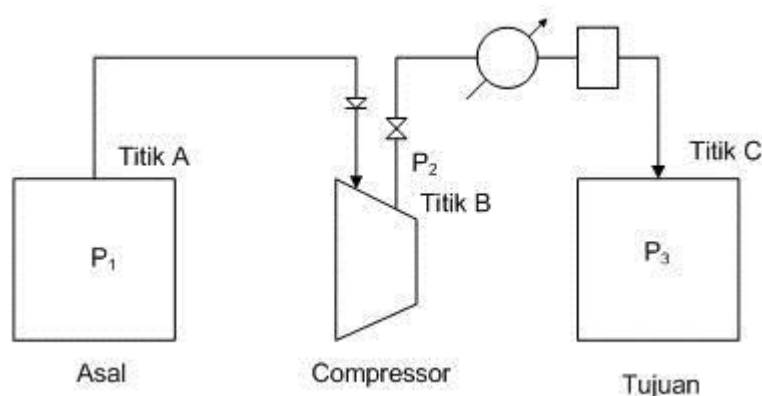 Titik A
P₁
Asal
P₂
Titik B
Compressor
Titik C
P₃
Tujuan